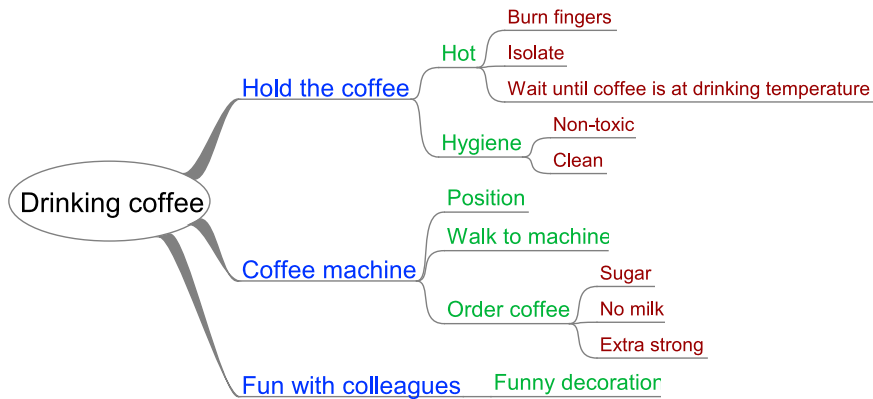 Drinking coffee
Hold the coffee
Hot
Burn fingers
Isolate
Wait until coffee is at drinking temperature
Hygiene
Non-toxic
Clean
Coffee machine
Position
Walk to machine
Order coffee
Sugar
No milk
Extra strong
Fun with colleagues
Funny decoration